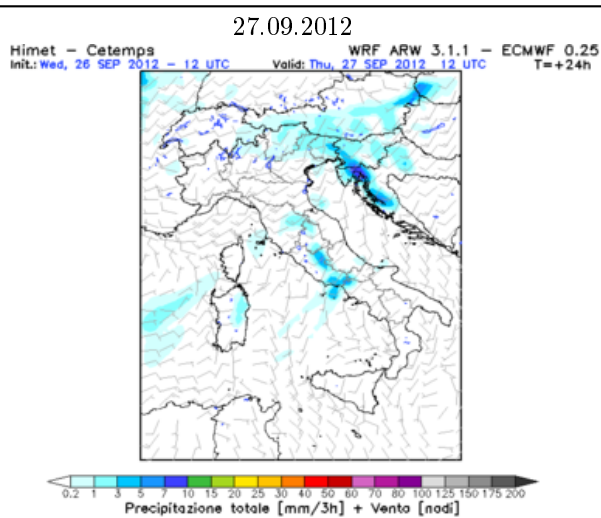 27.09.2012
Himet - Cetemps WRF ARW 3.1.1 - ECMWF 0.25
Init.: Wed, 26 SEP 2012 - 12 UTC Valid: Thu, 27 SEP 2012 12 UTC T=+24h
0.2 1 3 5 7 10 15 20 25 30 40 50 60 70 80 100 125 150 175 200
Precipitazione totale [mm/3h] + Vento [nodi]